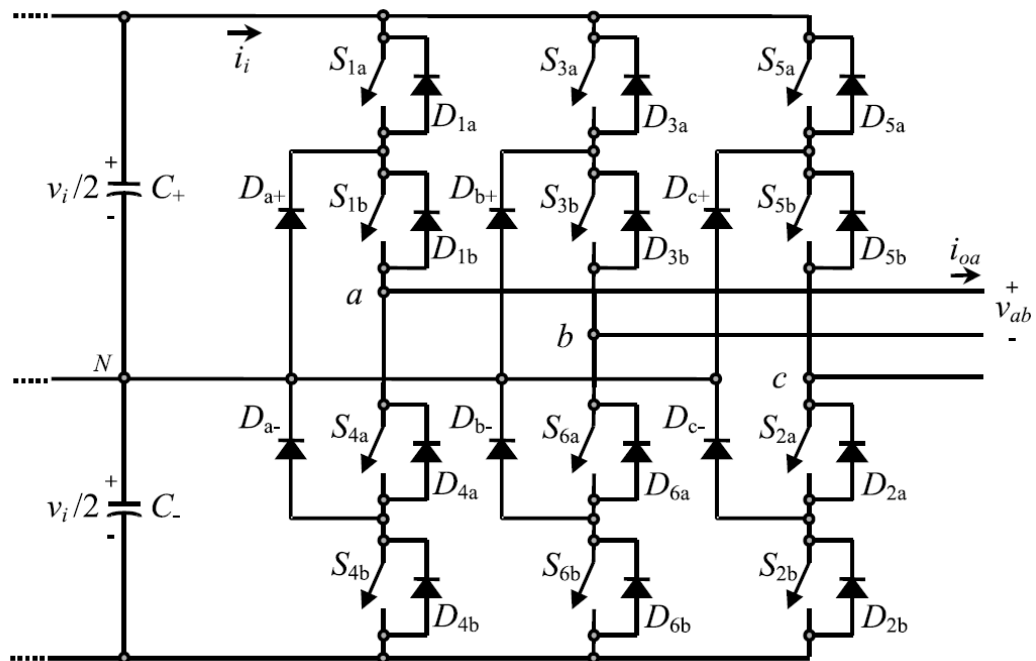 i_i
S_1a
D_1a
S_3a
D_3a
S_5a
D_5a
v_i/2
+
-
C_+
D_a+
S_1b
D_1b
D_b+
S_3b
D_3b
D_c+
S_5b
D_5b
i_oa
a
+
v_ab
-
b
N
c
D_a-
S_4a
D_4a
D_b-
S_6a
D_6a
D_c-
S_2a
D_2a
v_i/2
+
-
C_-
S_4b
D_4b
S_6b
D_6b
S_2b
D_2b